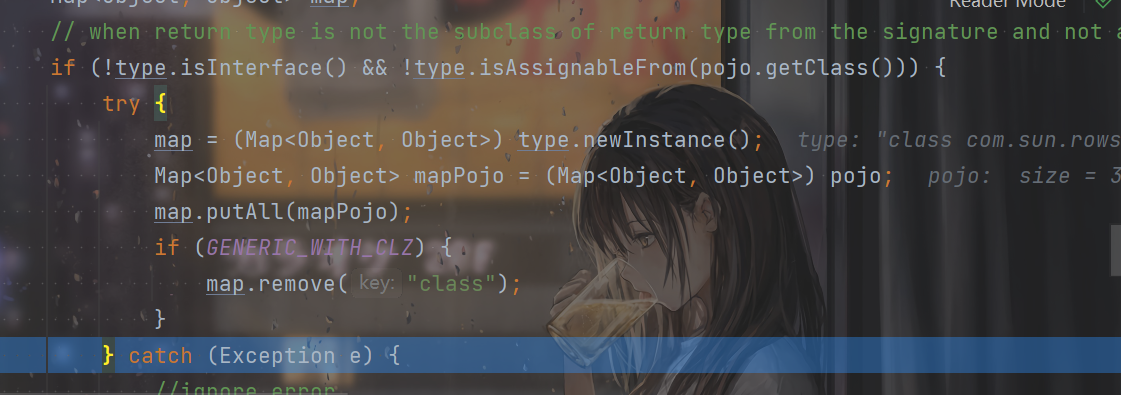 Reader Mode
Map<Object, Object> map;
// when return type is not the subclass of return type from the signature and not a
if (!type.isInterface() && !type.isAssignableFrom(pojo.getClass())) {
try {
map = (Map<Object, Object>) type.newInstance(); type: "class com.sun.rows
Map<Object, Object> mapPojo = (Map<Object, Object>) pojo; pojo: size = 3
map.putAll(mapPojo);
if (GENERIC_WITH_CLZ) {
map.remove( key: "class");
}
} catch (Exception e) {
//ignore error